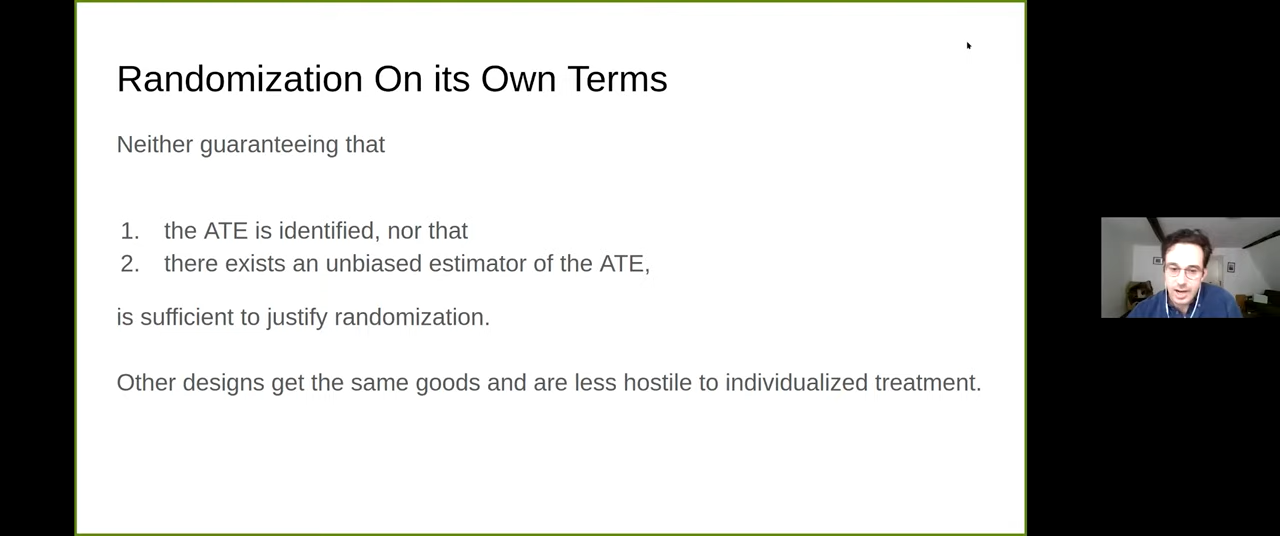 Randomization On its Own Terms
Neither guaranteeing that
1. the ATE is identified, nor that
2. there exists an unbiased estimator of the ATE,
is sufficient to justify randomization.
Other designs get the same goods and are less hostile to individualized treatment.